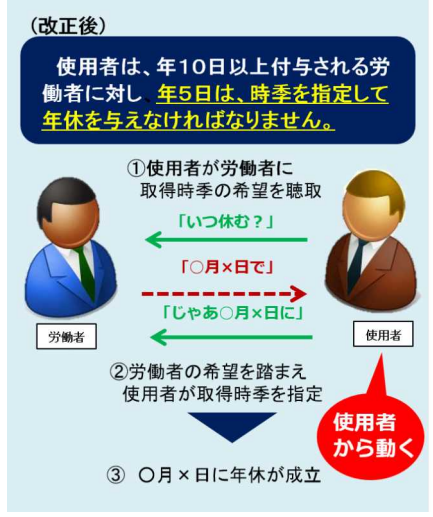 (改正後)
使用者は、年10日以上付与される労
働者に対し、年5日は、時季を指定して
年休を与えなければなりません。
①使用者が労働者に
取得時季の希望を聴取
「いつ休む？」
「○月×日で」
「じゃあ○月×日に」
労働者
使用者
②労働者の希望を踏まえ
使用者が取得時季を指定
使用者
から動く
③ ○月×日に年休が成立